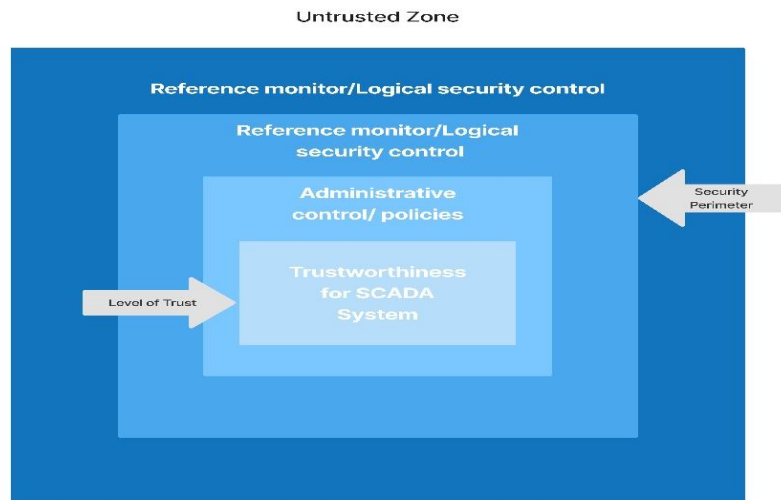 Untrusted Zone
Reference monitor/Logical security control
Reference monitor/Logical
security control
Administrative
control/ policies
Security
Perimeter
Trustworthiness
for SCADA
System
Level of Trust